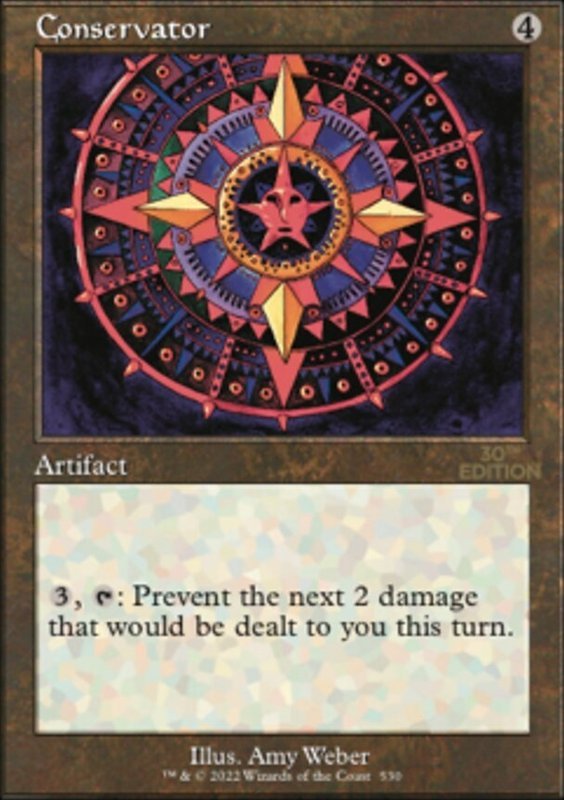 Conservator 4
Artifact
30TH
EDITION
3, T: Prevent the next 2 damage
that would be dealt to you this turn.
Illus. Amy Weber
™ & © 2022 Wizards of the Coast 530